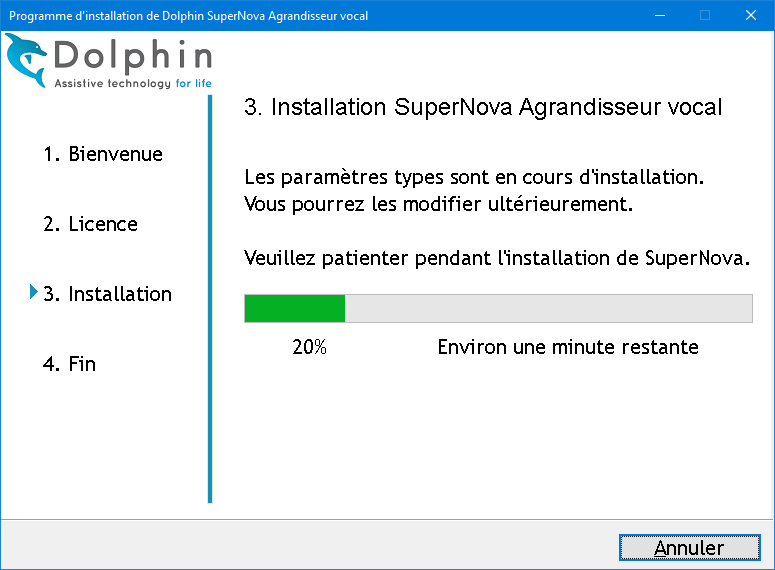 Programme d'installation de Dolphin SuperNova Agrandisseur vocal
Dolphin
Assistive technology for life
1. Bienvenue
2. Licence
3. Installation
4. Fin
3. Installation SuperNova Agrandisseur vocal
Les paramètres types sont en cours d'installation.
Vous pourrez les modifier ultérieurement.
Veuillez patienter pendant l'installation de SuperNova.
20% Environ une minute restante
Annuler